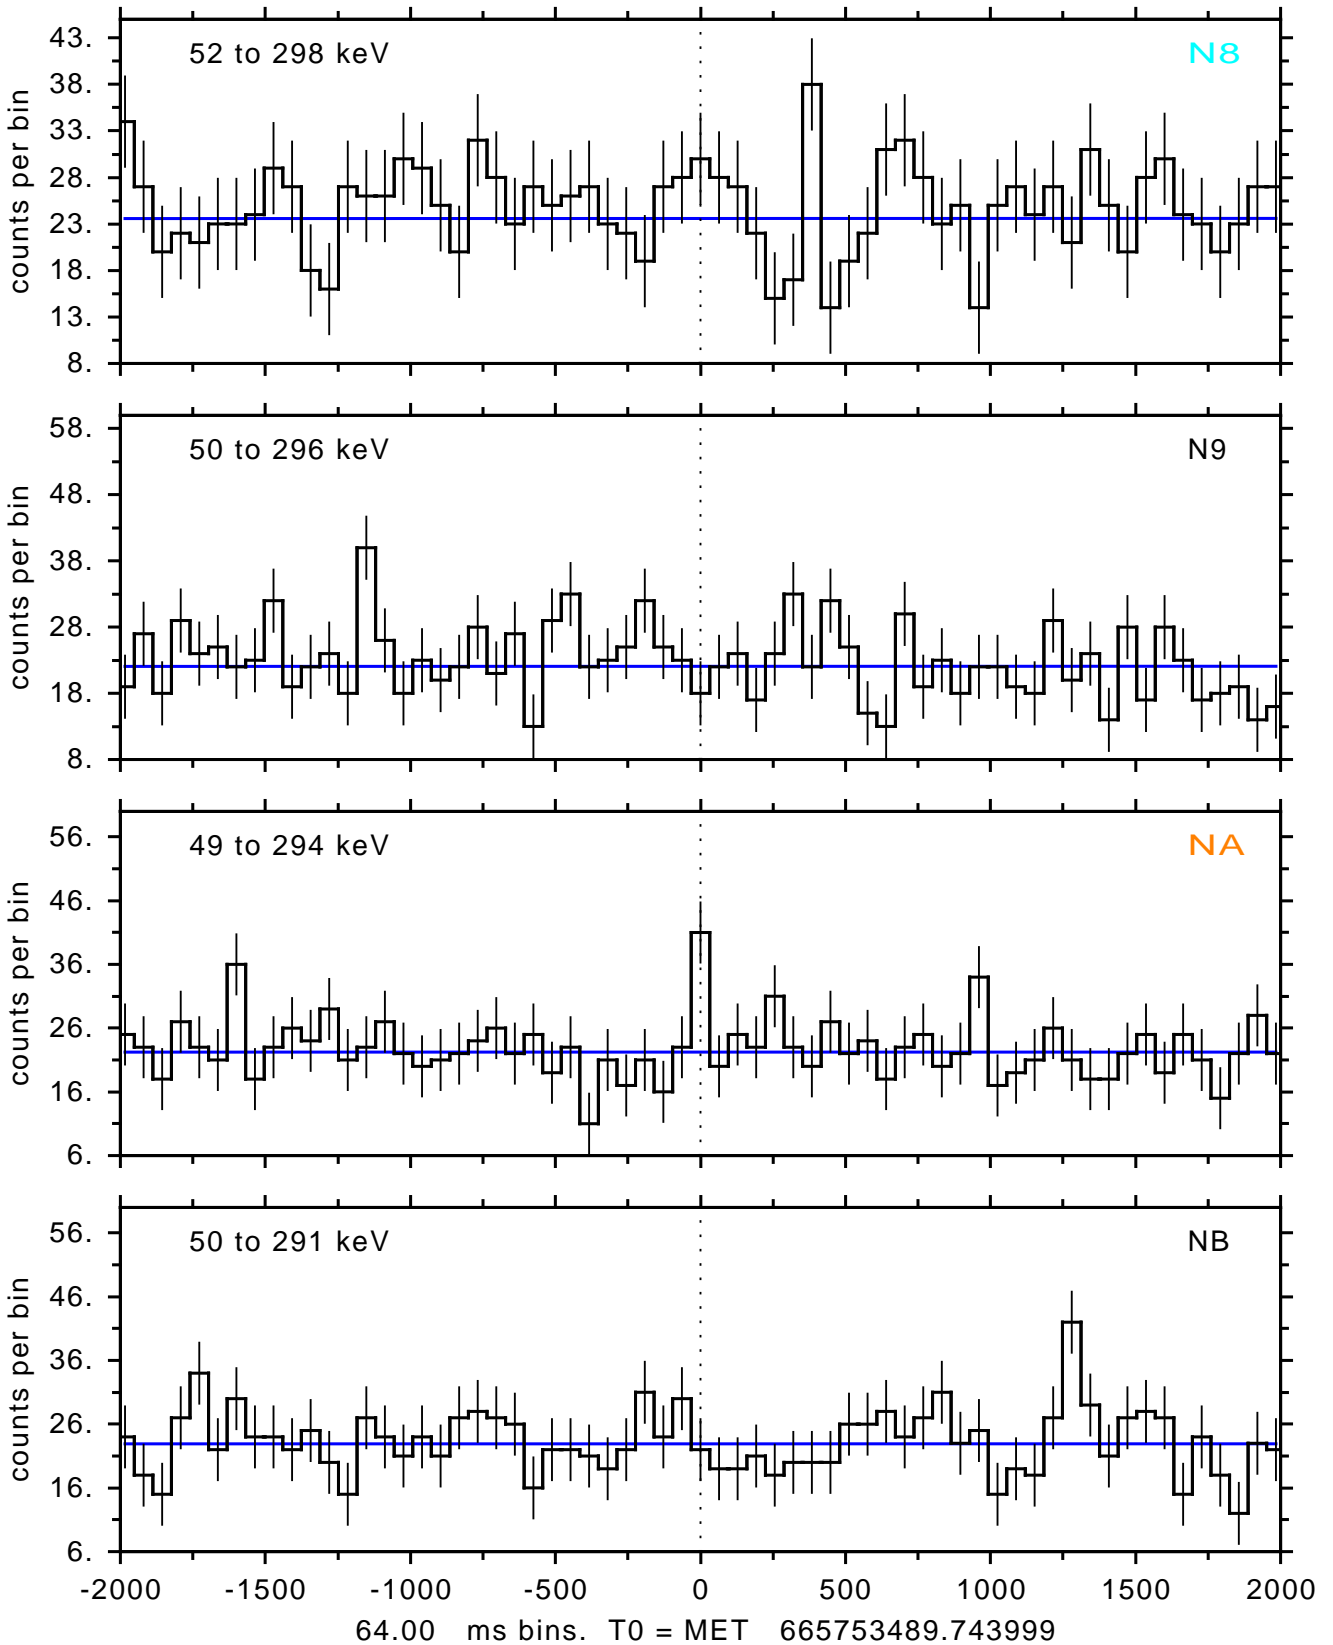 52 to 298 keV N8
43.
38.
33.
28.
23.
18.
13.
8.
counts per bin
50 to 296 keV N9
58.
48.
38.
28.
18.
8.
counts per bin
49 to 294 keV NA
56.
46.
36.
26.
16.
6.
counts per bin
50 to 291 keV NB
56.
46.
36.
26.
16.
6.
counts per bin
-2000 -1500 -1000 -500 0 500 1000 1500 2000
64.00 ms bins. T0 = MET 665753489.743999